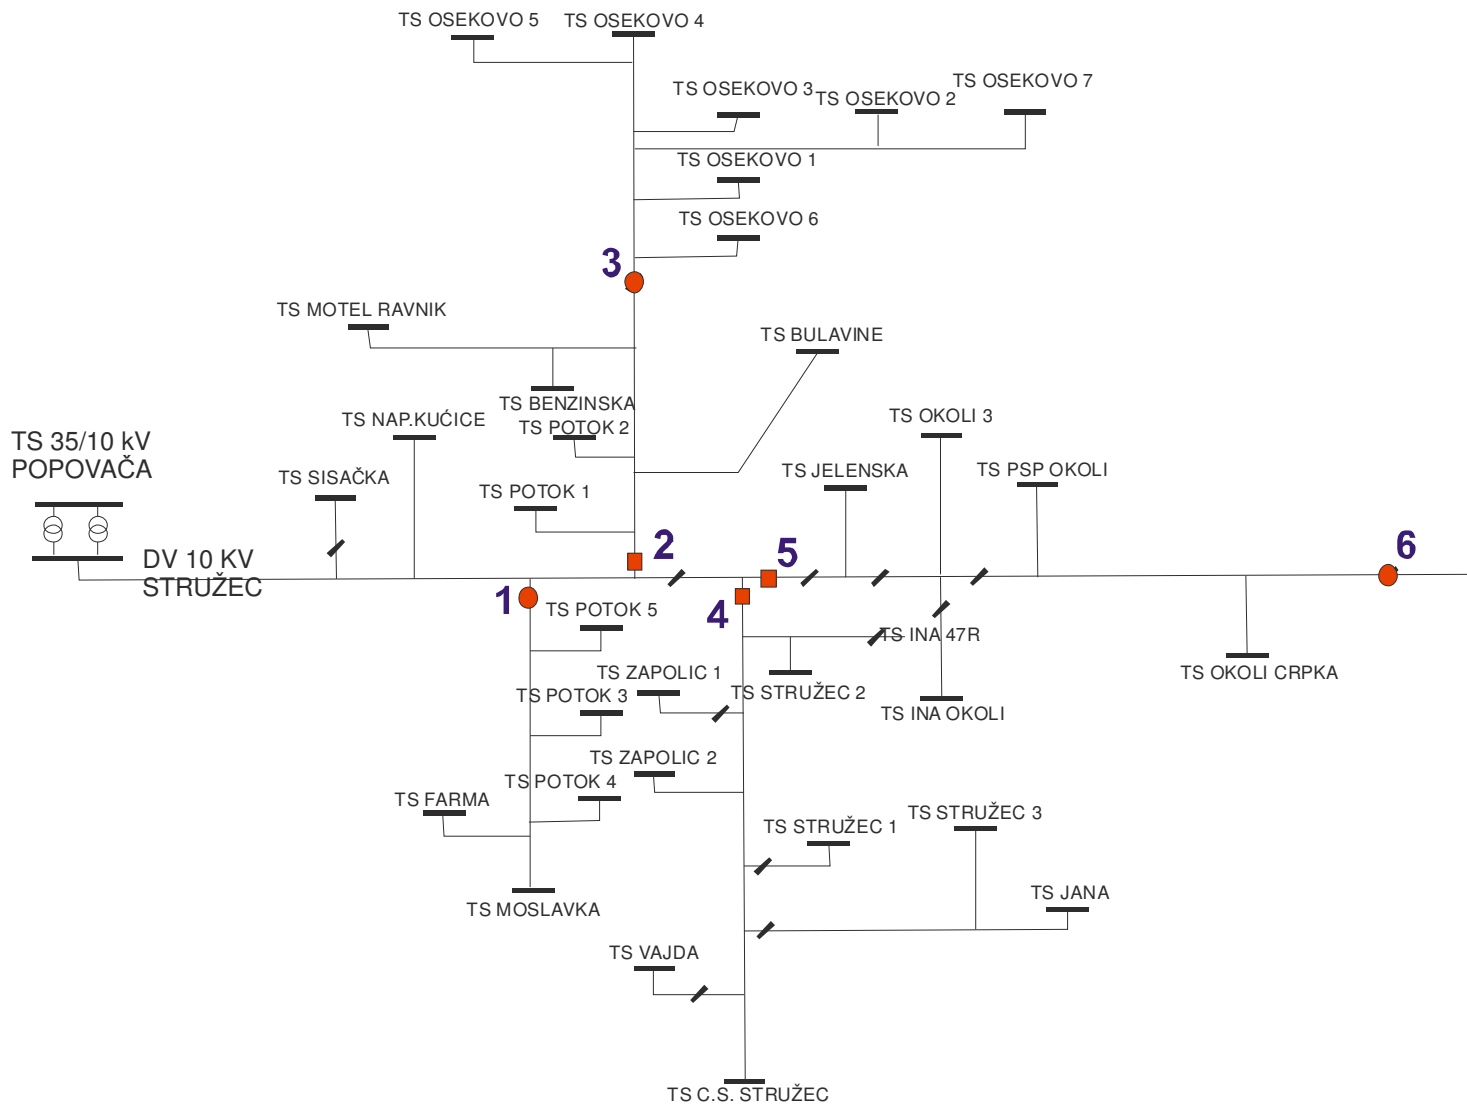 TS OSEKOVO 5
TS OSEKOVO 4
TS OSEKOVO 3
TS OSEKOVO 2
TS OSEKOVO 7
TS OSEKOVO 1
TS OSEKOVO 6
3
TS MOTEL RAVNIK
TS BULAVINE
TS BENZINSKA
TS NAP.KUĆICE
TS POTOK 2
TS OKOLI 3
TS 35/10 kV
POPOVAČA
TS SISAČKA
TS POTOK 1
TS JELENSKA
TS PSP OKOLI
DV 10 KV
STRUŽEC
2
5
6
1
TS POTOK 5
4
TS INA 47R
TS ZAPOLIC 1
TS STRUŽEC 2
TS OKOLI CRPKA
TS POTOK 3
TS INA OKOLI
TS ZAPOLIC 2
TS POTOK 4
TS FARMA
TS STRUŽEC 1
TS STRUŽEC 3
TS JANA
TS MOSLAVKA
TS VAJDA
TS C.S. STRUŽEC